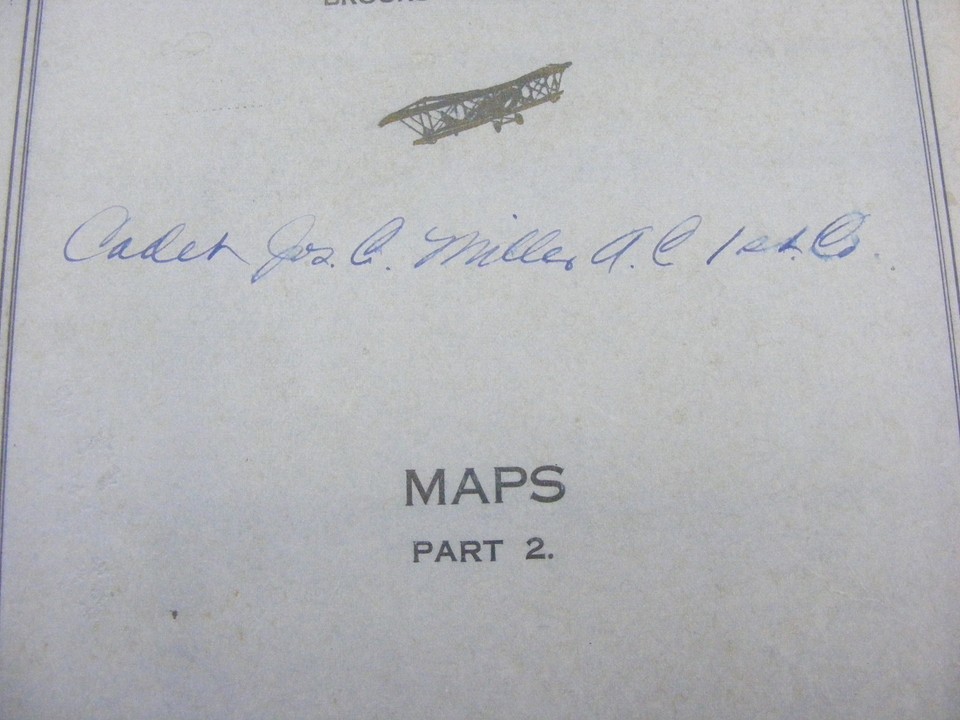 Cadet Jos. C. Miller A.C 1st. Co
MAPS
PART 2.